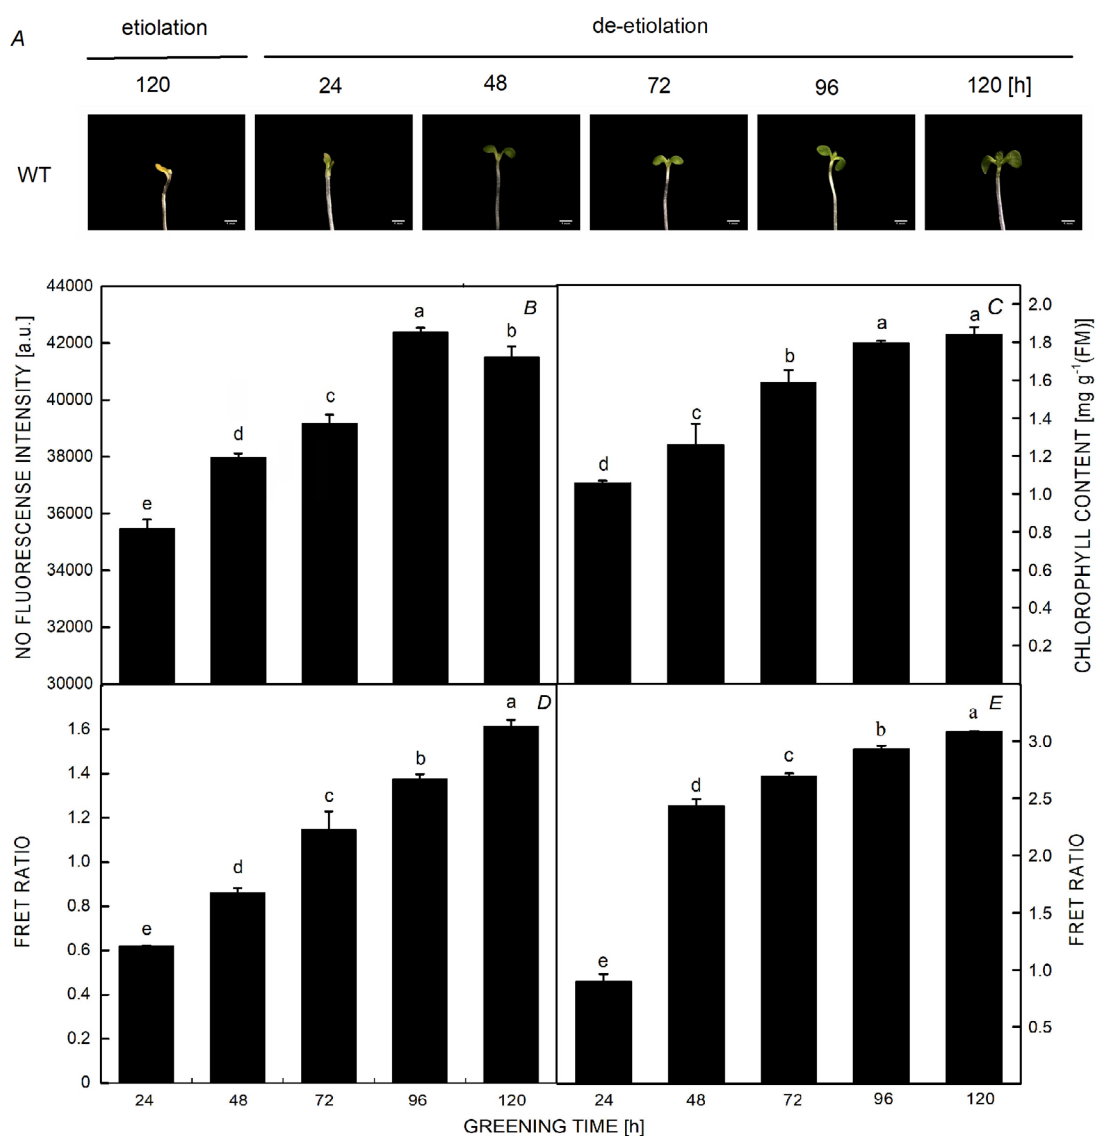 A
etiolation
de-etiolation
120
24
48
72
96
120 [h]
WT
44000
42000
40000
38000
36000
34000
32000
30000
NO FLUORESCENSE INTENSITY [a.u.]
B
e
d
c
a
b
C
d
c
b
a
a
2.0
1.8
1.6
1.4
1.2
1.0
0.8
0.6
0.4
0.2
CHLOROPHYLL CONTENT [mg g-1(FM)]
1.6
1.4
1.2
1.0
0.8
0.6
0.4
0.2
0
FRET RATIO
D
e
d
c
b
a
E
e
d
c
b
a
3.0
2.5
2.0
1.5
1.0
0.5
FRET RATIO
24
48
72
96
120
24
48
72
96
120
GREENING TIME [h]